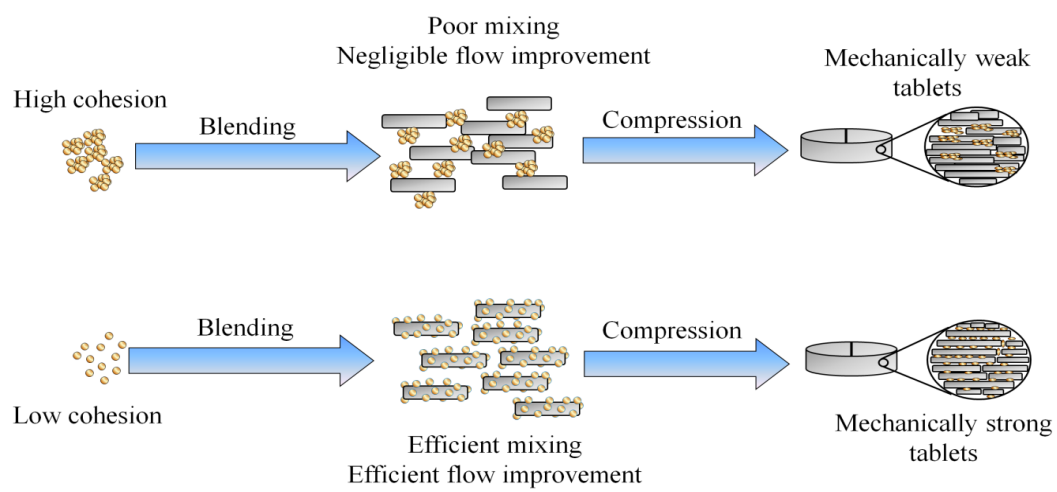 High cohesion
Blending
Poor mixing
Negligible flow improvement
Compression
Mechanically weak
tablets
Low cohesion
Blending
Efficient mixing
Efficient flow improvement
Compression
Mechanically strong
tablets